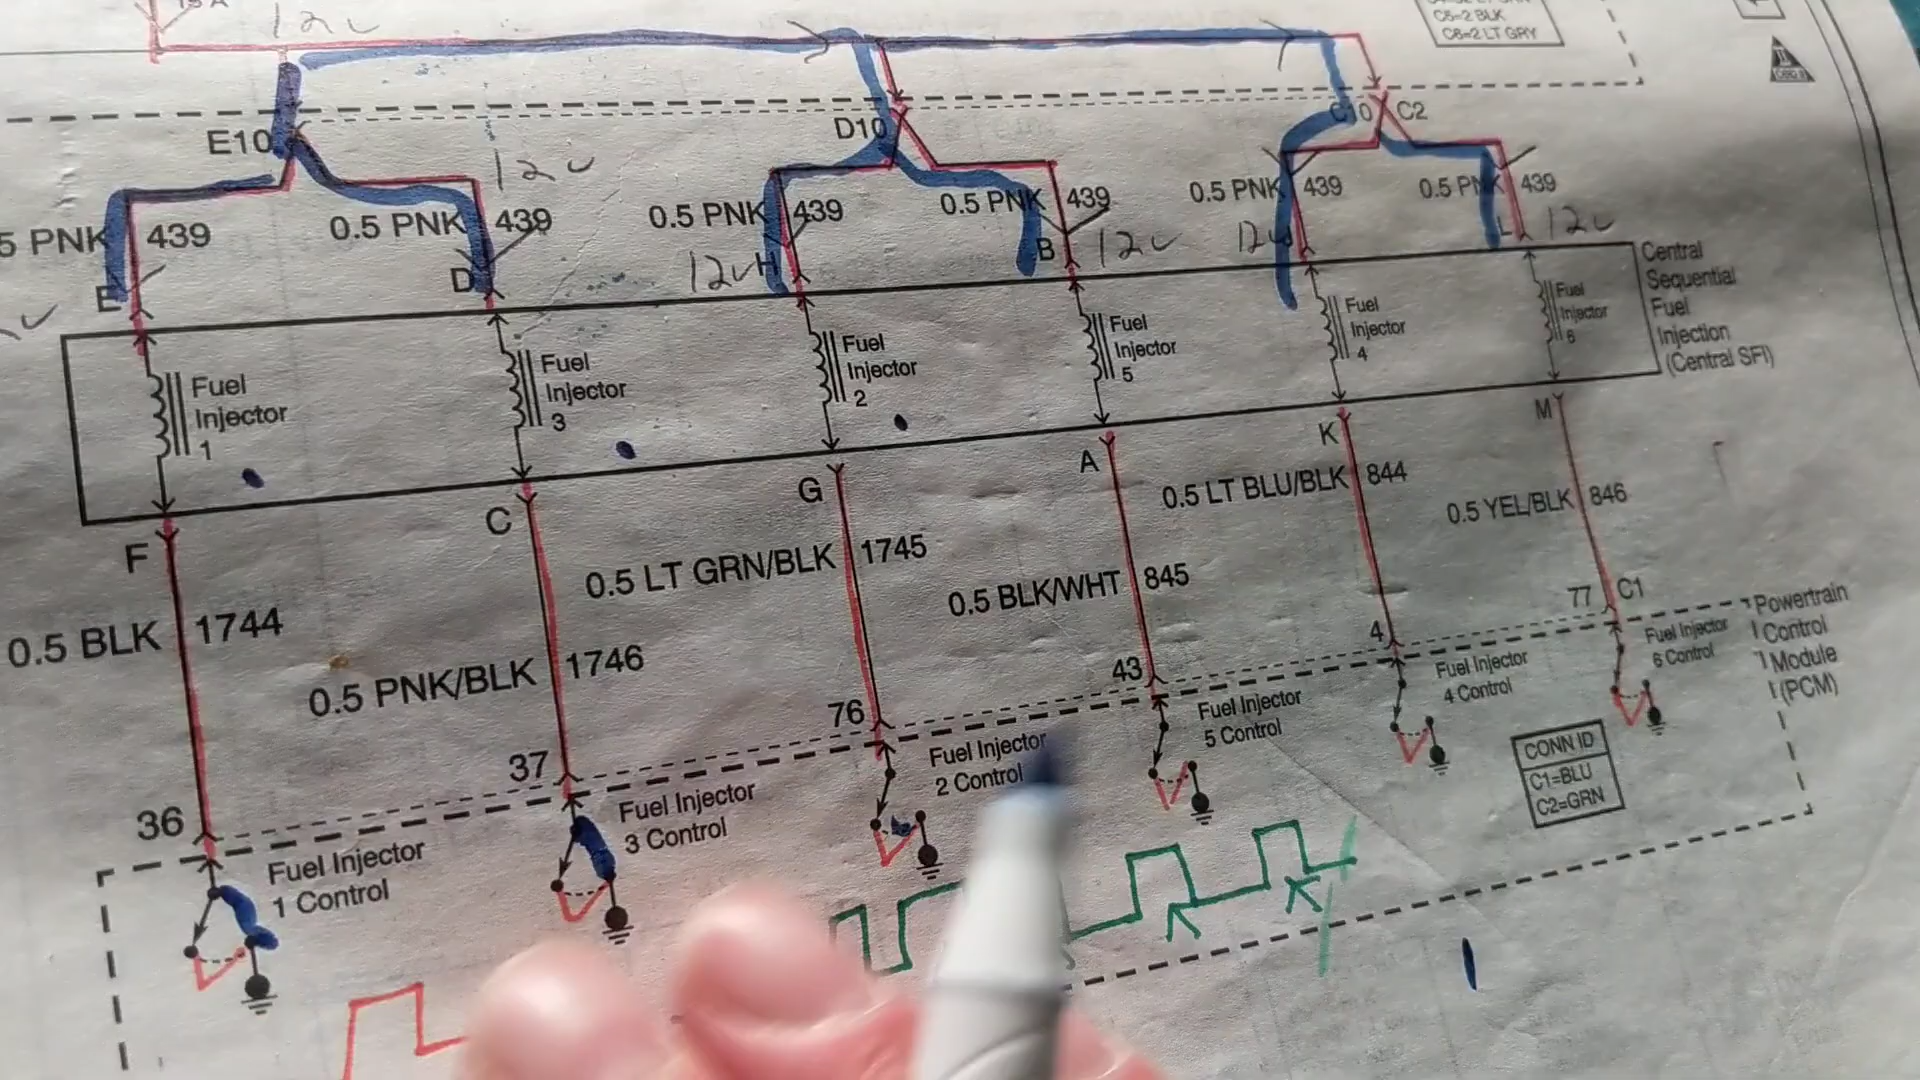 15 A
12v
C5=2 BLK
C6=2 LT GRY
II
E10
D10
C10
C2
12v
5 PNK
439
0.5 PNK
439
0.5 PNK
439
0.5 PNK
439
0.5 PNK
439
0.5 PNK
439
E
D
12v
H
B
12v
12v
L
12v
Central
Sequential
Fuel
Injection
(Central SFI)
Fuel
Injector
1
Fuel
Injector
3
Fuel
Injector
2
Fuel
Injector
5
Fuel
Injector
4
Fuel
Injector
6
F
C
G
A
K
M
0.5 BLK
1744
0.5 PNK/BLK
1746
0.5 LT GRN/BLK
1745
0.5 BLK/WHT
845
0.5 LT BLU/BLK
844
0.5 YEL/BLK
846
36
37
76
43
4
77
C1
Fuel Injector
1 Control
Fuel Injector
3 Control
Fuel Injector
2 Control
Fuel Injector
5 Control
Fuel Injector
4 Control
Fuel Injector
6 Control
Powertrain
Control
Module
(PCM)
CONN ID
C1=BLU
C2=GRN